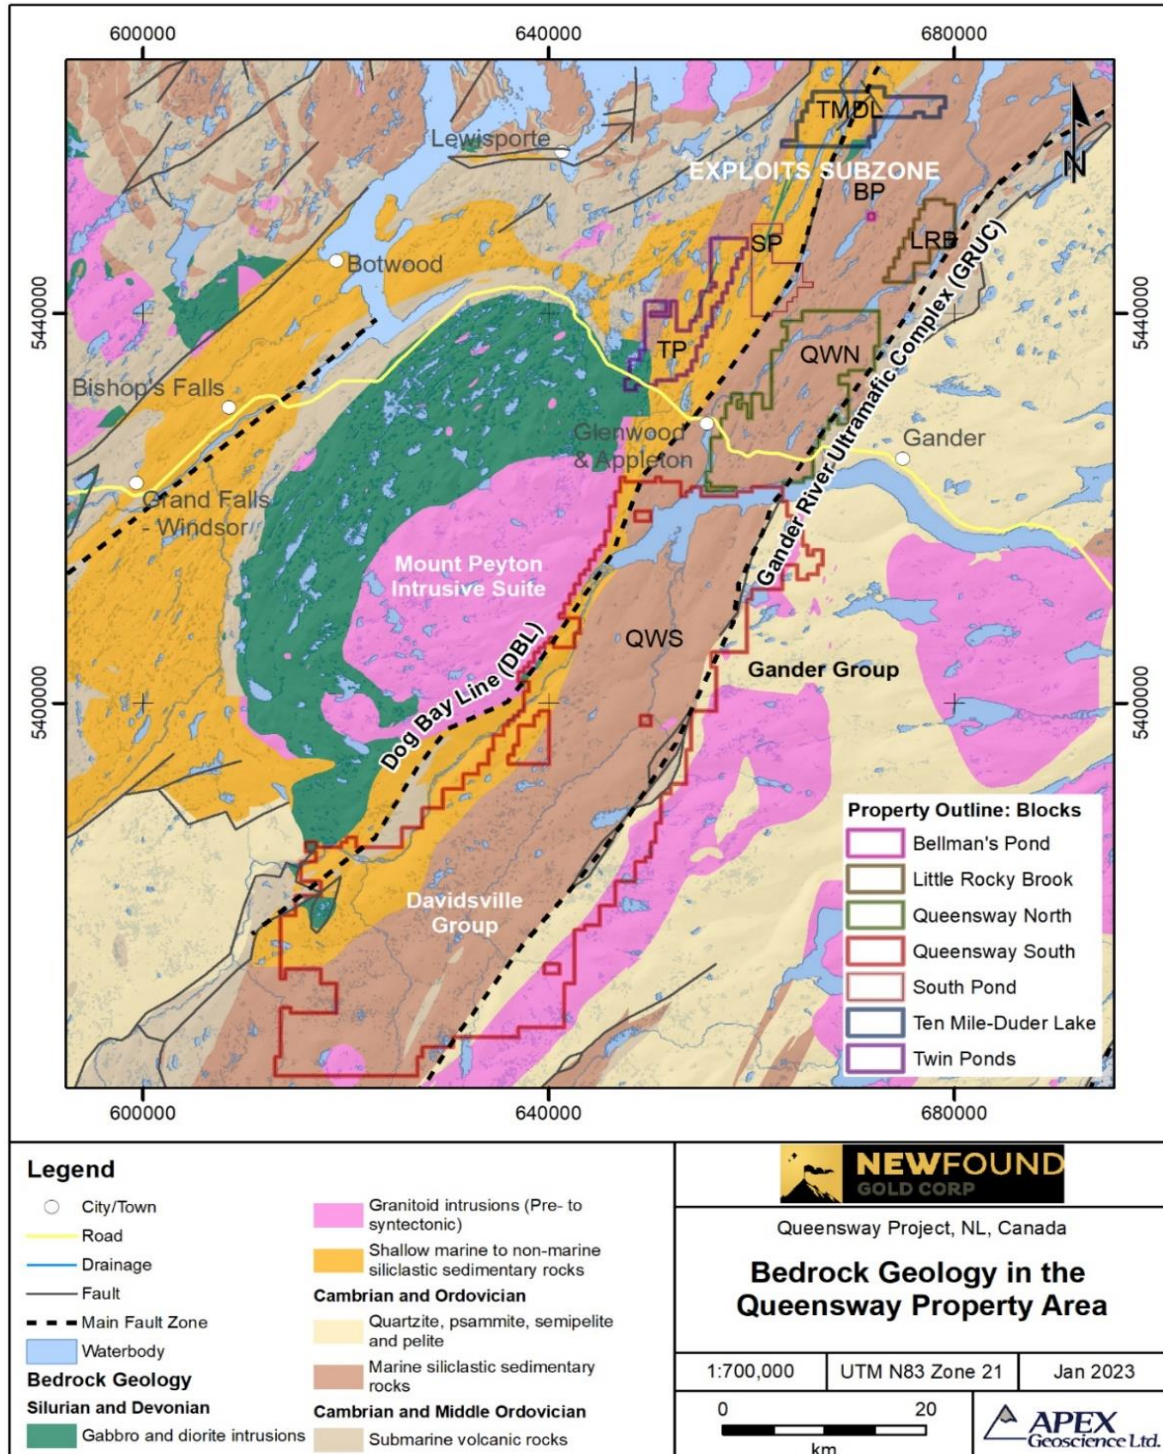 600000
640000
680000
TMDL
Lewisporte
EXPLOITS SUBZONE
N
BP
SP
LRB
Botwood
5440000
5440000
TP
QWN
Bishop's Falls
Glenwood
& Appleton
Gander
Grand Falls
- Windsor
Gander River Ultramafic Complex (GRUC)
Mount Peyton
Intrusive Suite
QWS
Dog Bay Line (DBL)
Gander Group
5400000
5400000
Davidsville
Group
Property Outline: Blocks
Bellman's Pond
Little Rocky Brook
Queensway North
Queensway South
South Pond
Ten Mile-Duder Lake
Twin Ponds
600000
640000
680000
Legend
City/Town
Road
Drainage
Fault
Main Fault Zone
Waterbody
Bedrock Geology
Silurian and Devonian
Gabbro and diorite intrusions
Granitoid intrusions (Pre- to
syntectonic)
Shallow marine to non-marine
siliclastic sedimentary rocks
Cambrian and Ordovician
Quartzite, psammite, semipelite
and pelite
Marine siliclastic sedimentary
rocks
Cambrian and Middle Ordovician
Submarine volcanic rocks
NEWFOUND
GOLD CORP
Queensway Project, NL, Canada
Bedrock Geology in the
Queensway Property Area
1:700,000
UTM N83 Zone 21
Jan 2023
0
20
km
APEX
Geoscience Ltd.